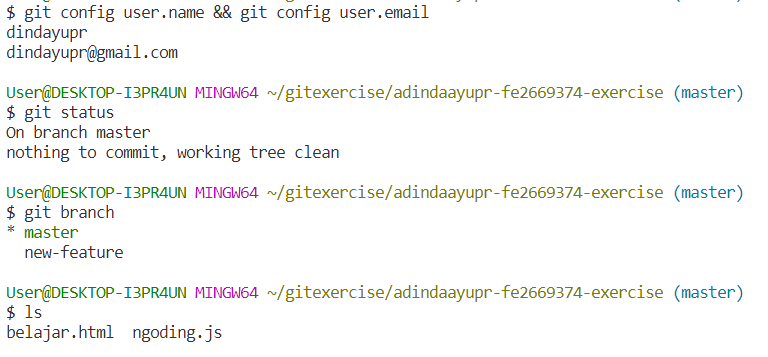 $ git config user.name && git config user.email
dindayupr
dindayupr@gmail.com
User@DESKTOP-I3PR4UN MINGW64 ~/gitexercise/adindaayupr-fe2669374-exercise (master)
$ git status
On branch master
nothing to commit, working tree clean
User@DESKTOP-I3PR4UN MINGW64 ~/gitexercise/adindaayupr-fe2669374-exercise (master)
$ git branch
* master
  new-feature
User@DESKTOP-I3PR4UN MINGW64 ~/gitexercise/adindaayupr-fe2669374-exercise (master)
$ ls
belajar.html  ngoding.js